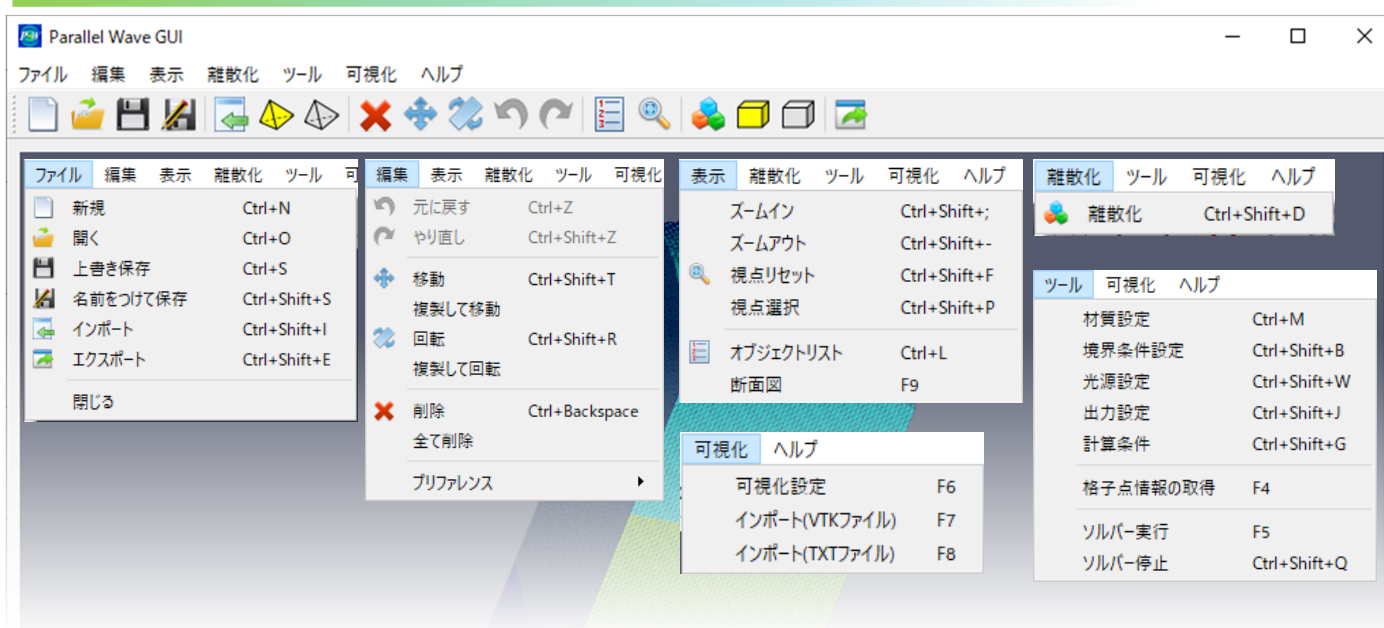 Parallel Wave GUI
ファイル 編集 表示 離散化 ツール 可視化 ヘルプ
ファイル 編集 表示 離散化 ツール
新規 Ctrl+N
開く Ctrl+O
上書き保存 Ctrl+S
名前をつけて保存 Ctrl+Shift+S
インポート Ctrl+Shift+I
エクスポート Ctrl+Shift+E
閉じる
編集 表示 離散化 ツール 可視化
元に戻す Ctrl+Z
やり直し Ctrl+Shift+Z
移動 Ctrl+Shift+T
複製して移動
回転 Ctrl+Shift+R
複製して回転
削除 Ctrl+Backspace
全て削除
プリファレンス
表示 離散化 ツール 可視化 ヘルプ
ズームイン Ctrl+Shift+;
ズームアウト Ctrl+Shift+-
視点リセット Ctrl+Shift+F
視点選択 Ctrl+Shift+P
オブジェクトリスト Ctrl+L
断面図 F9
可視化 ヘルプ
可視化設定 F6
インポート(VTKファイル) F7
インポート(TXTファイル) F8
離散化 ツール 可視化 ヘルプ
離散化 Ctrl+Shift+D
ツール 可視化 ヘルプ
材質設定 Ctrl+M
境界条件設定 Ctrl+Shift+B
光源設定 Ctrl+Shift+W
出力設定 Ctrl+Shift+J
計算条件 Ctrl+Shift+G
格子点情報の取得 F4
ソルバー実行 F5
ソルバー停止 Ctrl+Shift+Q